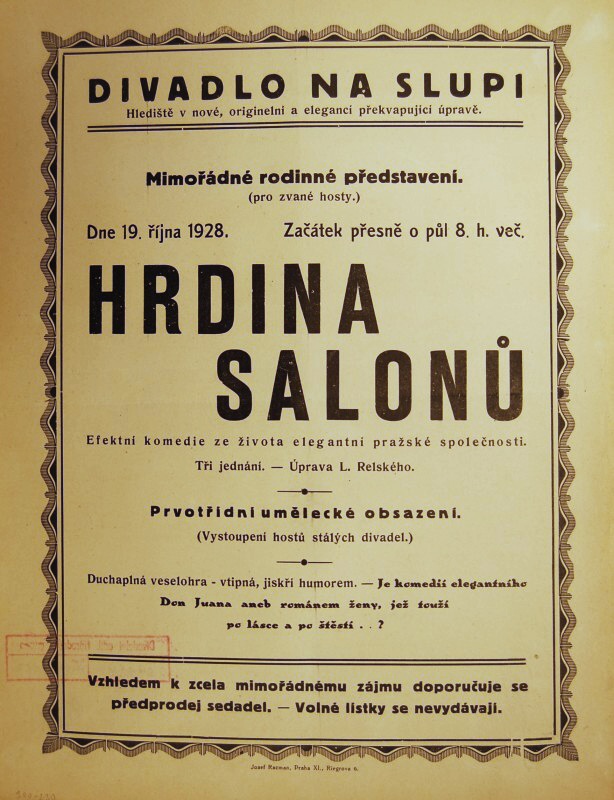 DIVADLO NA SLUPI
Hlediště v nové, originelní a elegancí překvapující úpravě.
Mimořádné rodinné představení.
(pro zvané hosty.)
Dne 19. října 1928. Začátek přesně o půl 8. h. več.
HRDINA
SALONŮ
Efektní komedie ze života elegantní pražské společnosti.
Tři jednání. — Úprava L. Relského.
Prvotřídní umělecké obsazení.
(Vystoupení hostů stálých divadel.)
Duchaplná veselohra - vtipná, jiskří humorem. — Je komedií elegantního
Don Juana aneb románem ženy, jež touží
po lásce a po štěstí . . ?
Vzhledem k zcela mimořádnému zájmu doporučuje se
předprodej sedadel. — Volné lístky se nevydávají.
Josef Razman, Praha XI., Riegrova 6.